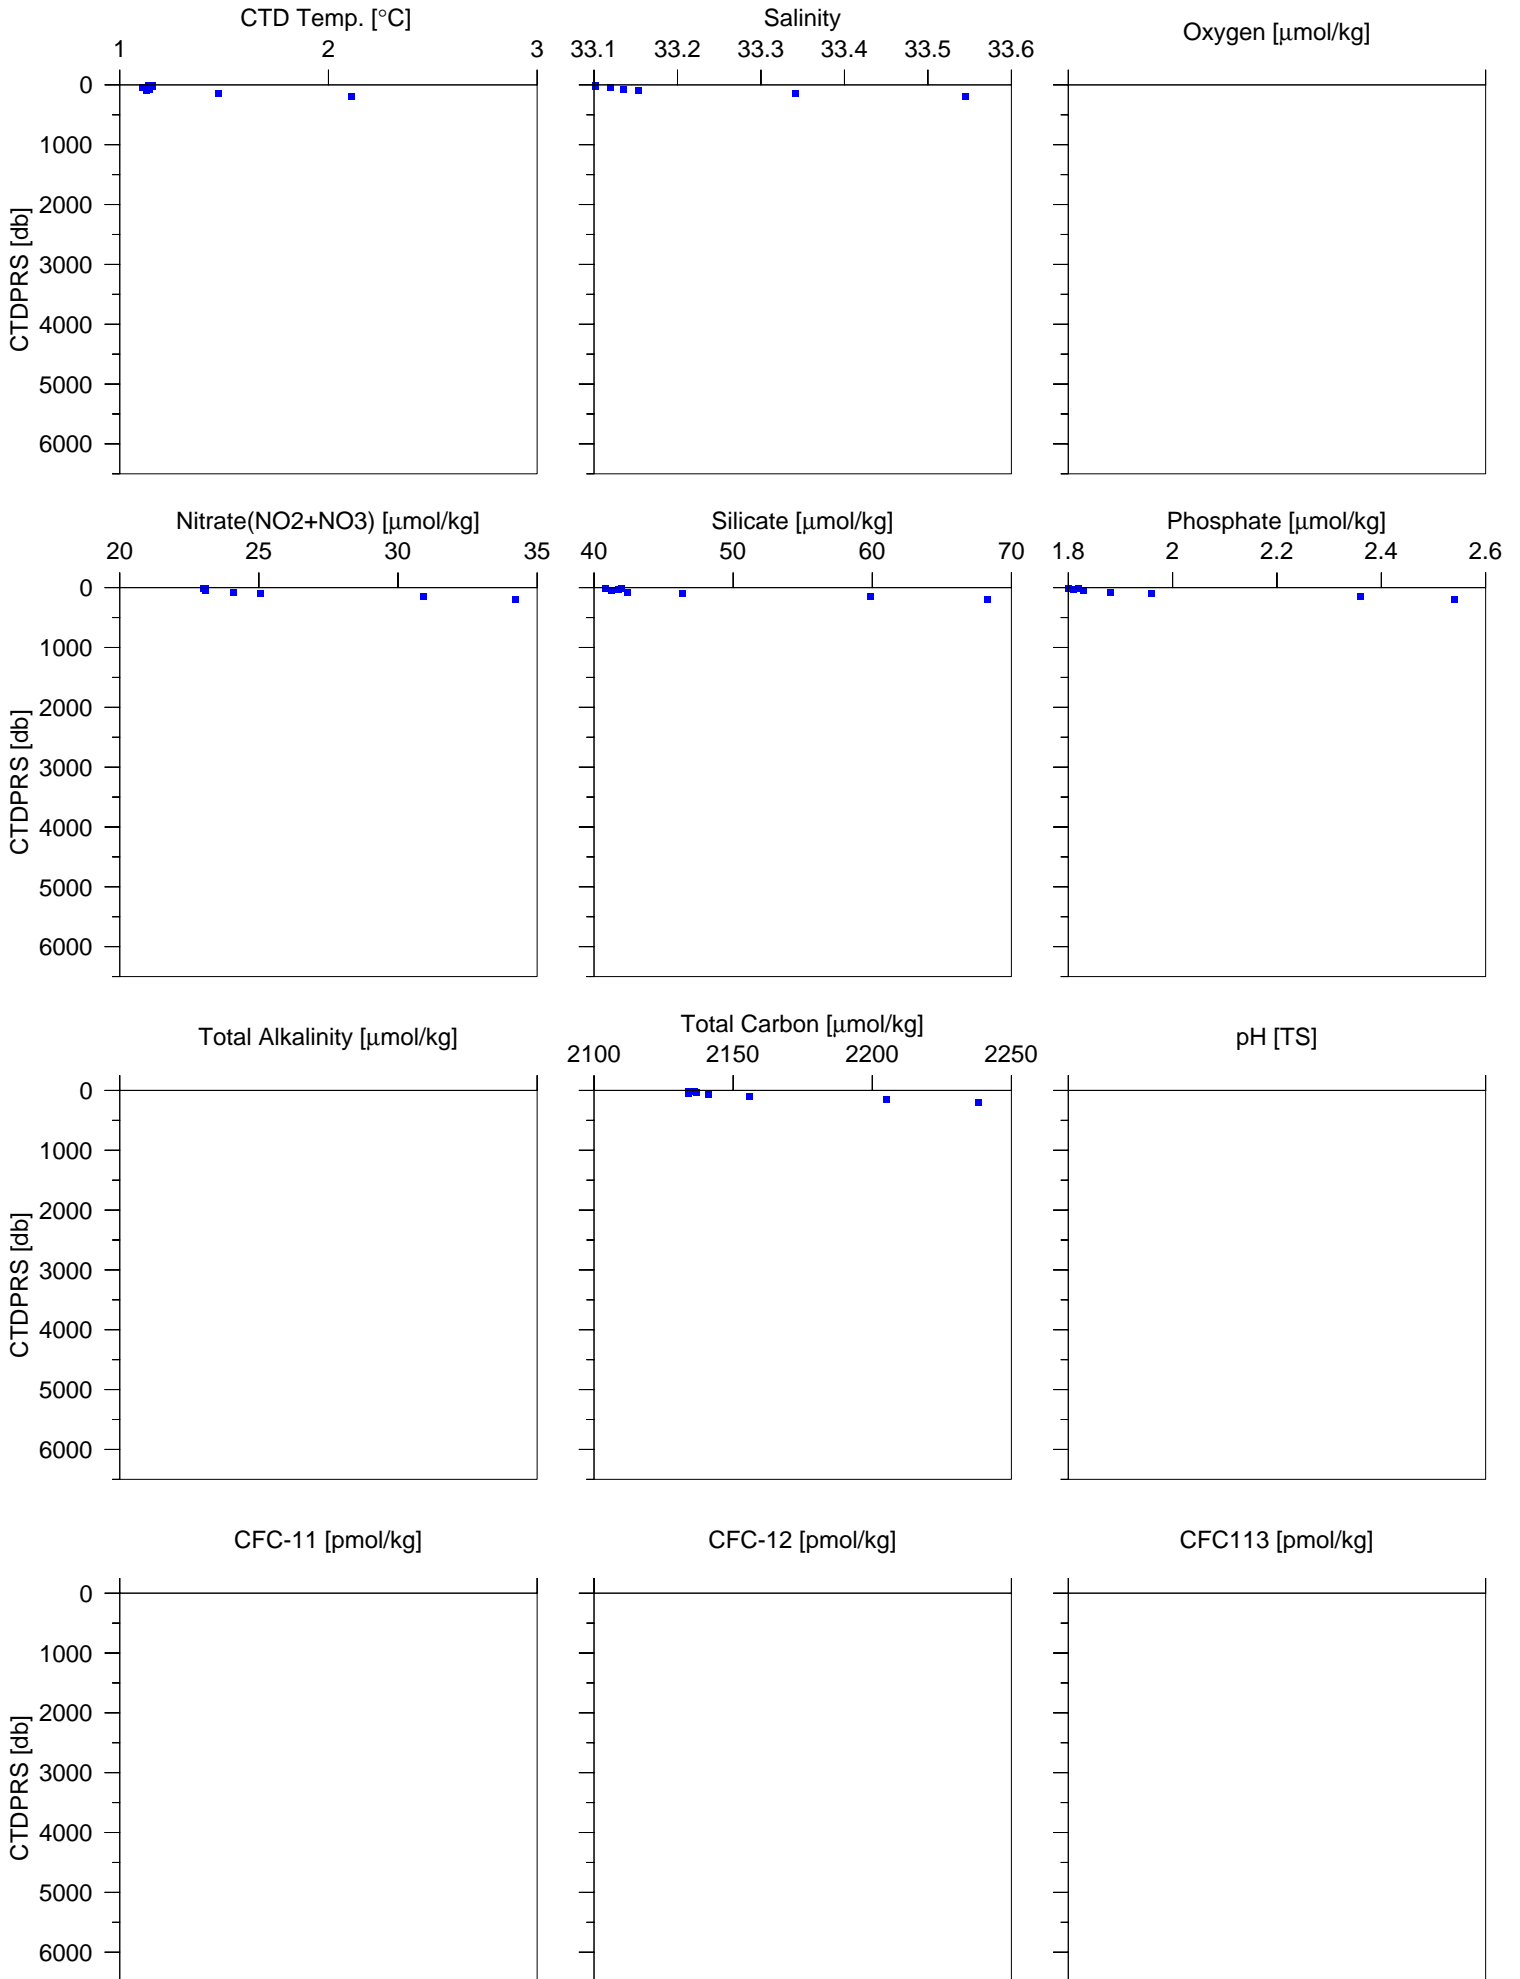 CTD Temp. [°C] Salinity Oxygen [μmol/kg]
1 2 3 33.1 33.2 33.3 33.4 33.5 33.6
0
1000
2000
3000
4000
5000
6000
CTDPRS [db]
Nitrate(NO2+NO3) [μmol/kg] Silicate [μmol/kg] Phosphate [μmol/kg]
20 25 30 35 40 50 60 70 1.8 2 2.2 2.4 2.6
0
1000
2000
3000
4000
5000
6000
CTDPRS [db]
Total Alkalinity [μmol/kg] Total Carbon [μmol/kg] pH [TS]
2100 2150 2200 2250
0
1000
2000
3000
4000
5000
6000
CTDPRS [db]
CFC-11 [pmol/kg] CFC-12 [pmol/kg] CFC113 [pmol/kg]
0
1000
2000
3000
4000
5000
6000
CTDPRS [db]